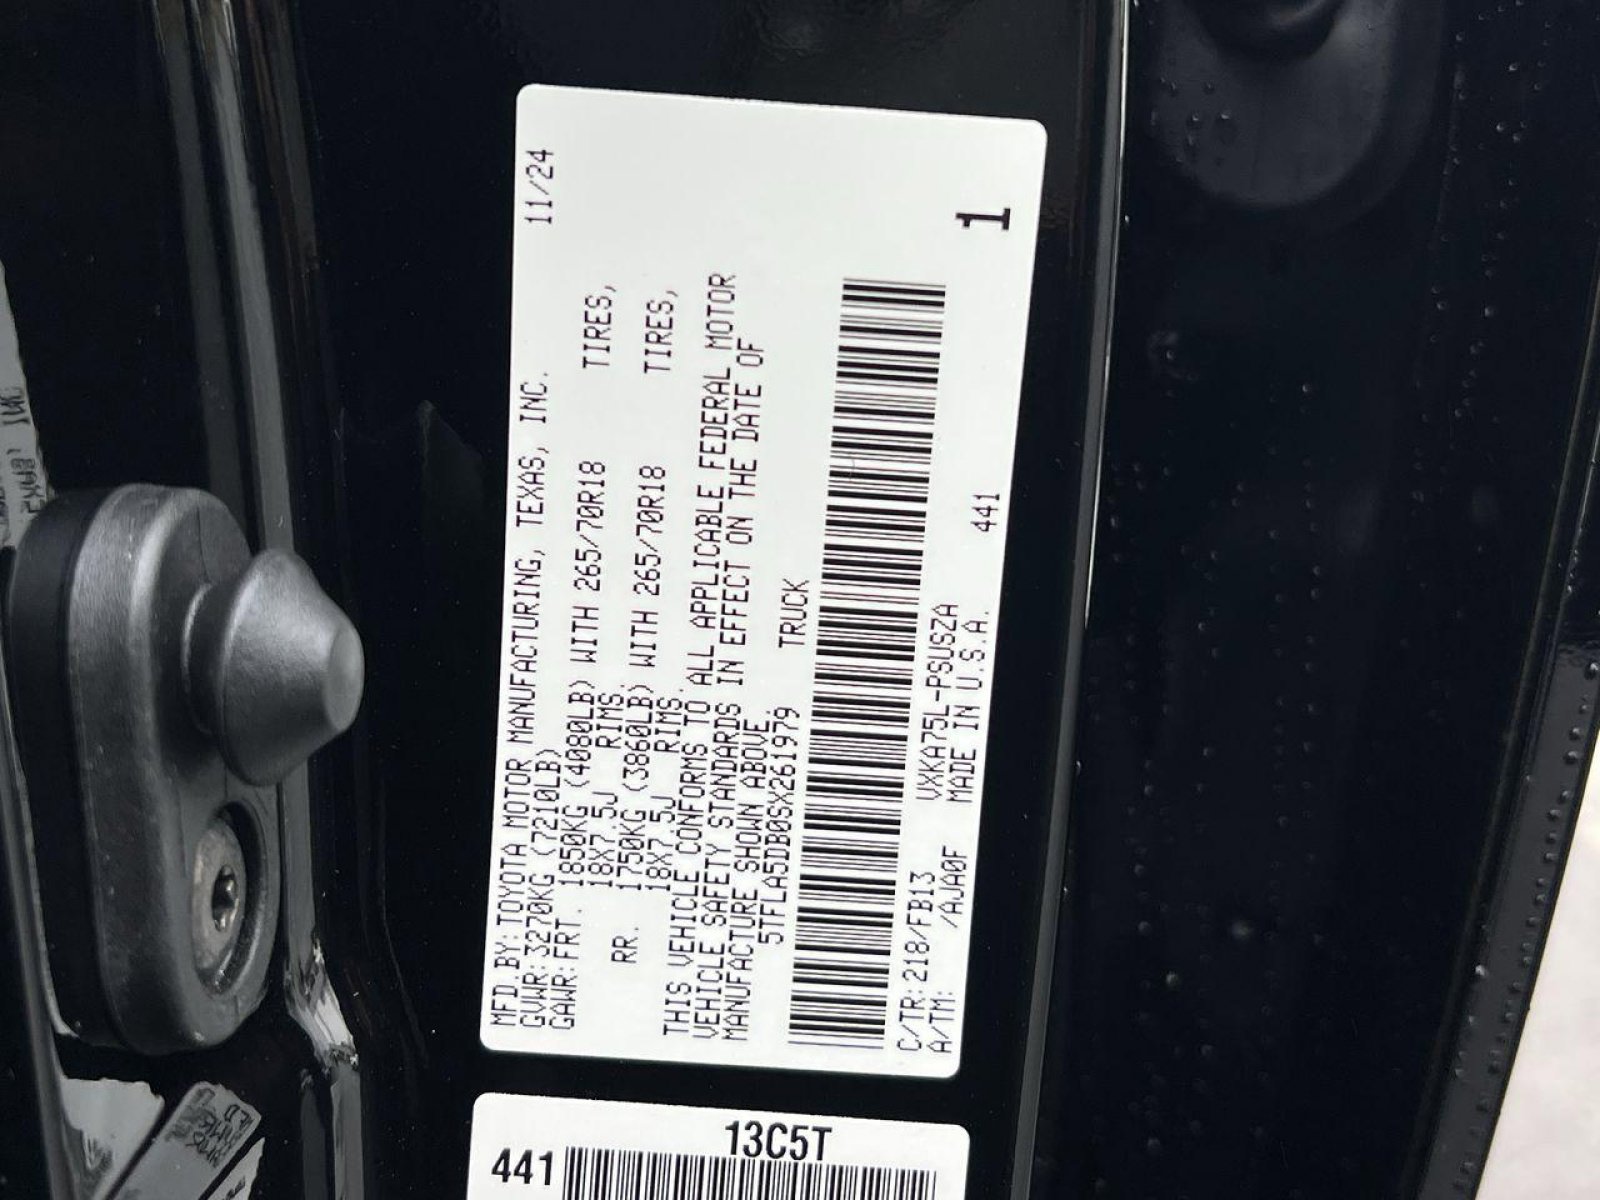 MFD.BY:TOYOTA MOTOR MANUFACTURING, TEXAS, INC. 11/24
GVWR:3270KG (7210LB)
GAWR:FRT. 1850KG (4080LB) WITH 265/70R18 TIRES,
18X7.5J RIMS.
RR. 1750KG (3860LB) WITH 265/70R18 TIRES,
18X7.5J RIMS.
THIS VEHICLE CONFORMS TO ALL APPLICABLE FEDERAL MOTOR
VEHICLE SAFETY STANDARDS IN EFFECT ON THE DATE OF
MANUFACTURE SHOWN ABOVE.
5TFLA5DB0SX261979 TRUCK
1
C/TR:218/FB13 VXKA75L-PSUSZA 441
A/TM: /AJA0F MADE IN U.S.A.
441
13C5T